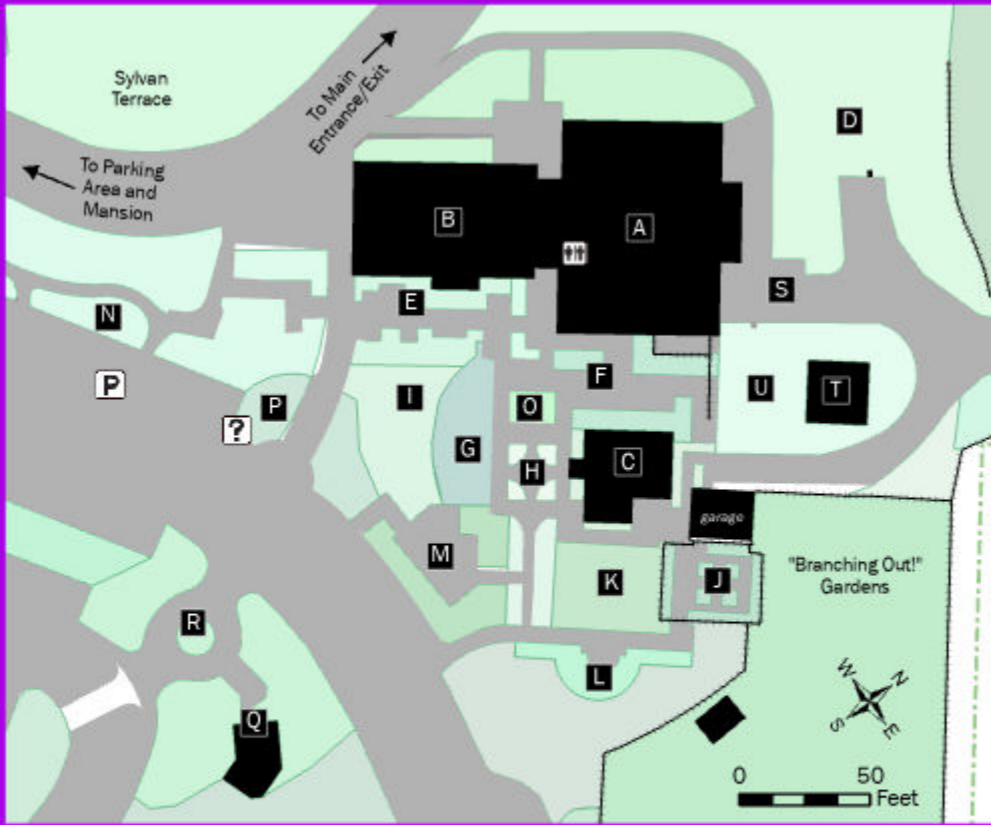 Sylvan
Terrace
To Main
Entrance/Exit
To Parking
Area and
Mansion
D
B
A
S
E
N
F
U
T
P
I
O
P
?
G
H
C
garage
M
K
J
"Branching Out!"
Gardens
R
L
W
N
S
E
Q
0
50
Feet